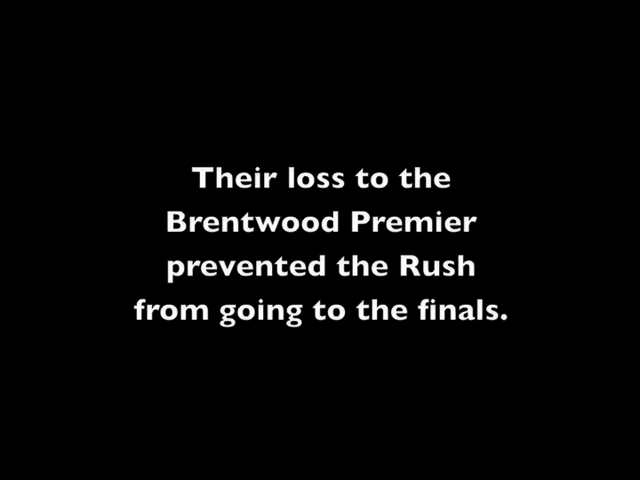 Their loss to the
Brentwood Premier
prevented the Rush
from going to the finals.